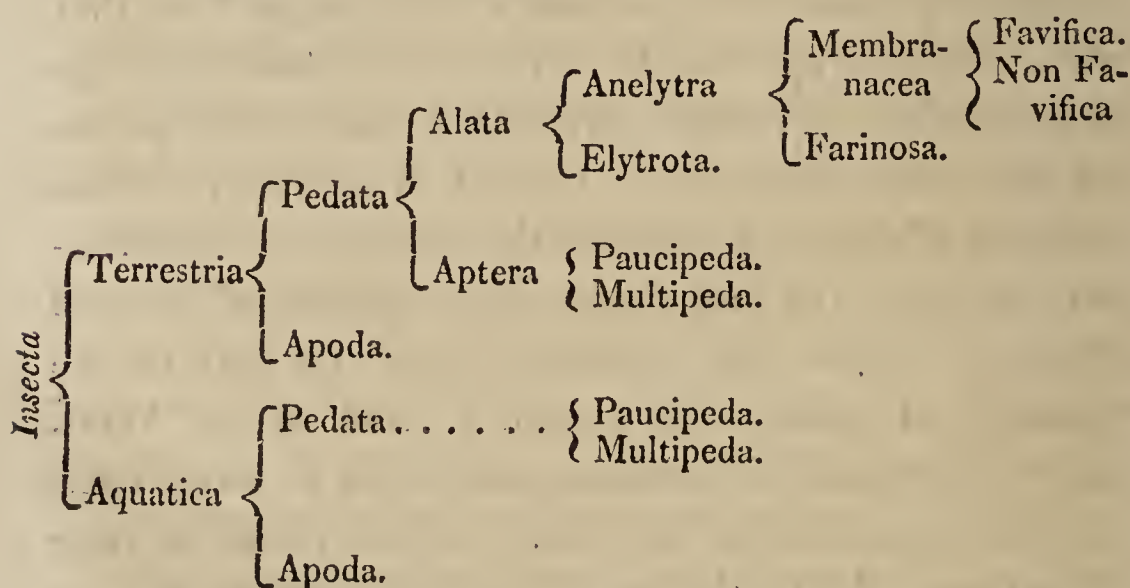 Membra- Favifica.
nacea Non Fa-
vifica
Anelytra
Alata
Elytrota. Farinosa.
Pedata
Terrestria Aptera Paucipeda.
Multipeda.
Apoda.
Insecta
Pedata...... Paucipeda.
Multipeda.
Aquatica
Apoda.